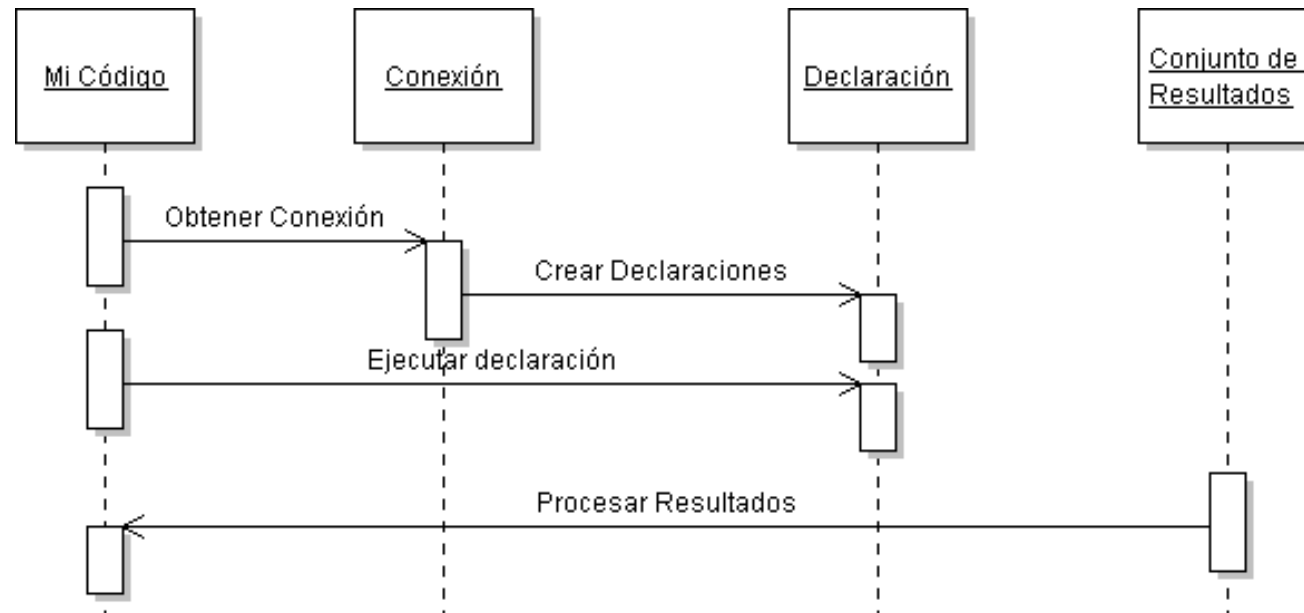 Mi Código
Conexión
Declaración
Conjunto de
Resultados
Obtener Conexión
Crear Declaraciones
Ejecutar declaración
Procesar Resultados